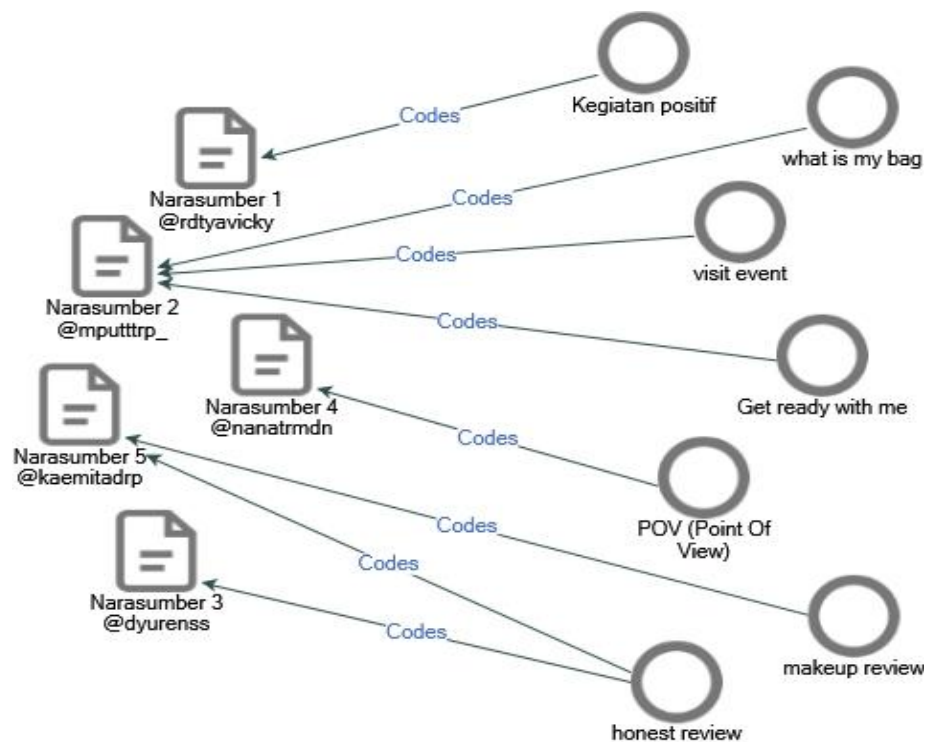 Kegiatan positif
Codes
what is my bag
Narasumber 1
@rdtyavicky
Codes
visit event
Codes
Narasumber 2
@mputttrp_
Codes
Get ready with me
Narasumber 4
@nanatrmdn
Codes
Narasumber 5
@kaemitadrp
POV (Point Of
View)
Codes
Codes
Narasumber 3
@dyurenss
Codes
makeup review
honest review